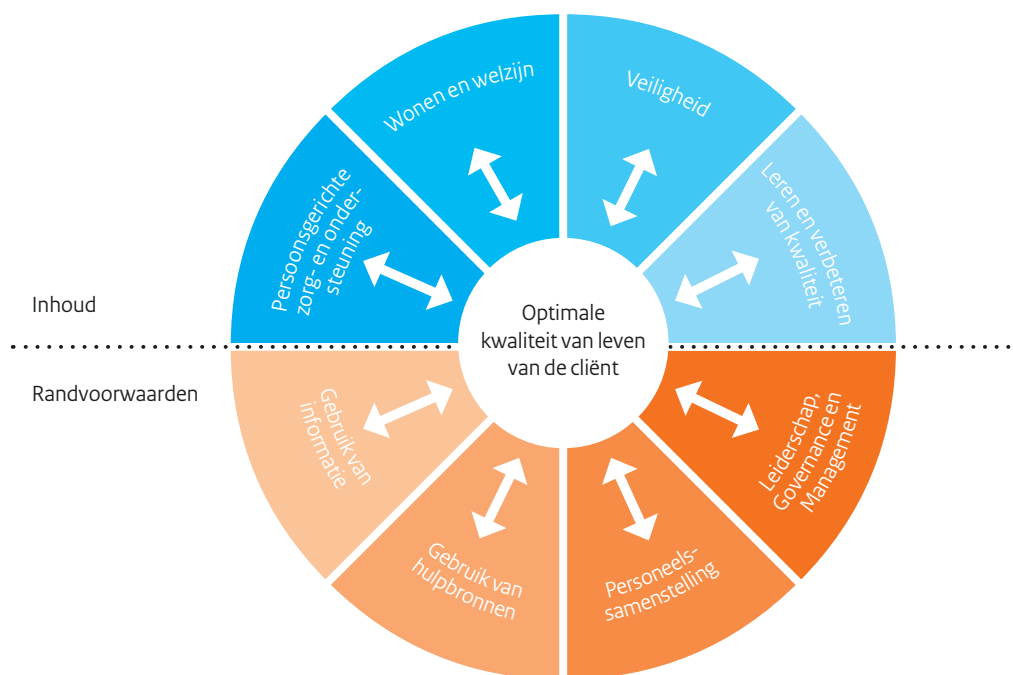 Wonen en welzijn
Veiligheid
Persoonsgerichte
zorg- en onder-
steuning
Leren en verbeteren
van kwaliteit
Inhoud
Optimale
kwaliteit van leven
van de cliënt
Randvoorwaarden
Gebruik van
informatie
Leiderschap,
Governance en
Management
Gebruik van
hulpbronnen
Personeels-
samenstelling